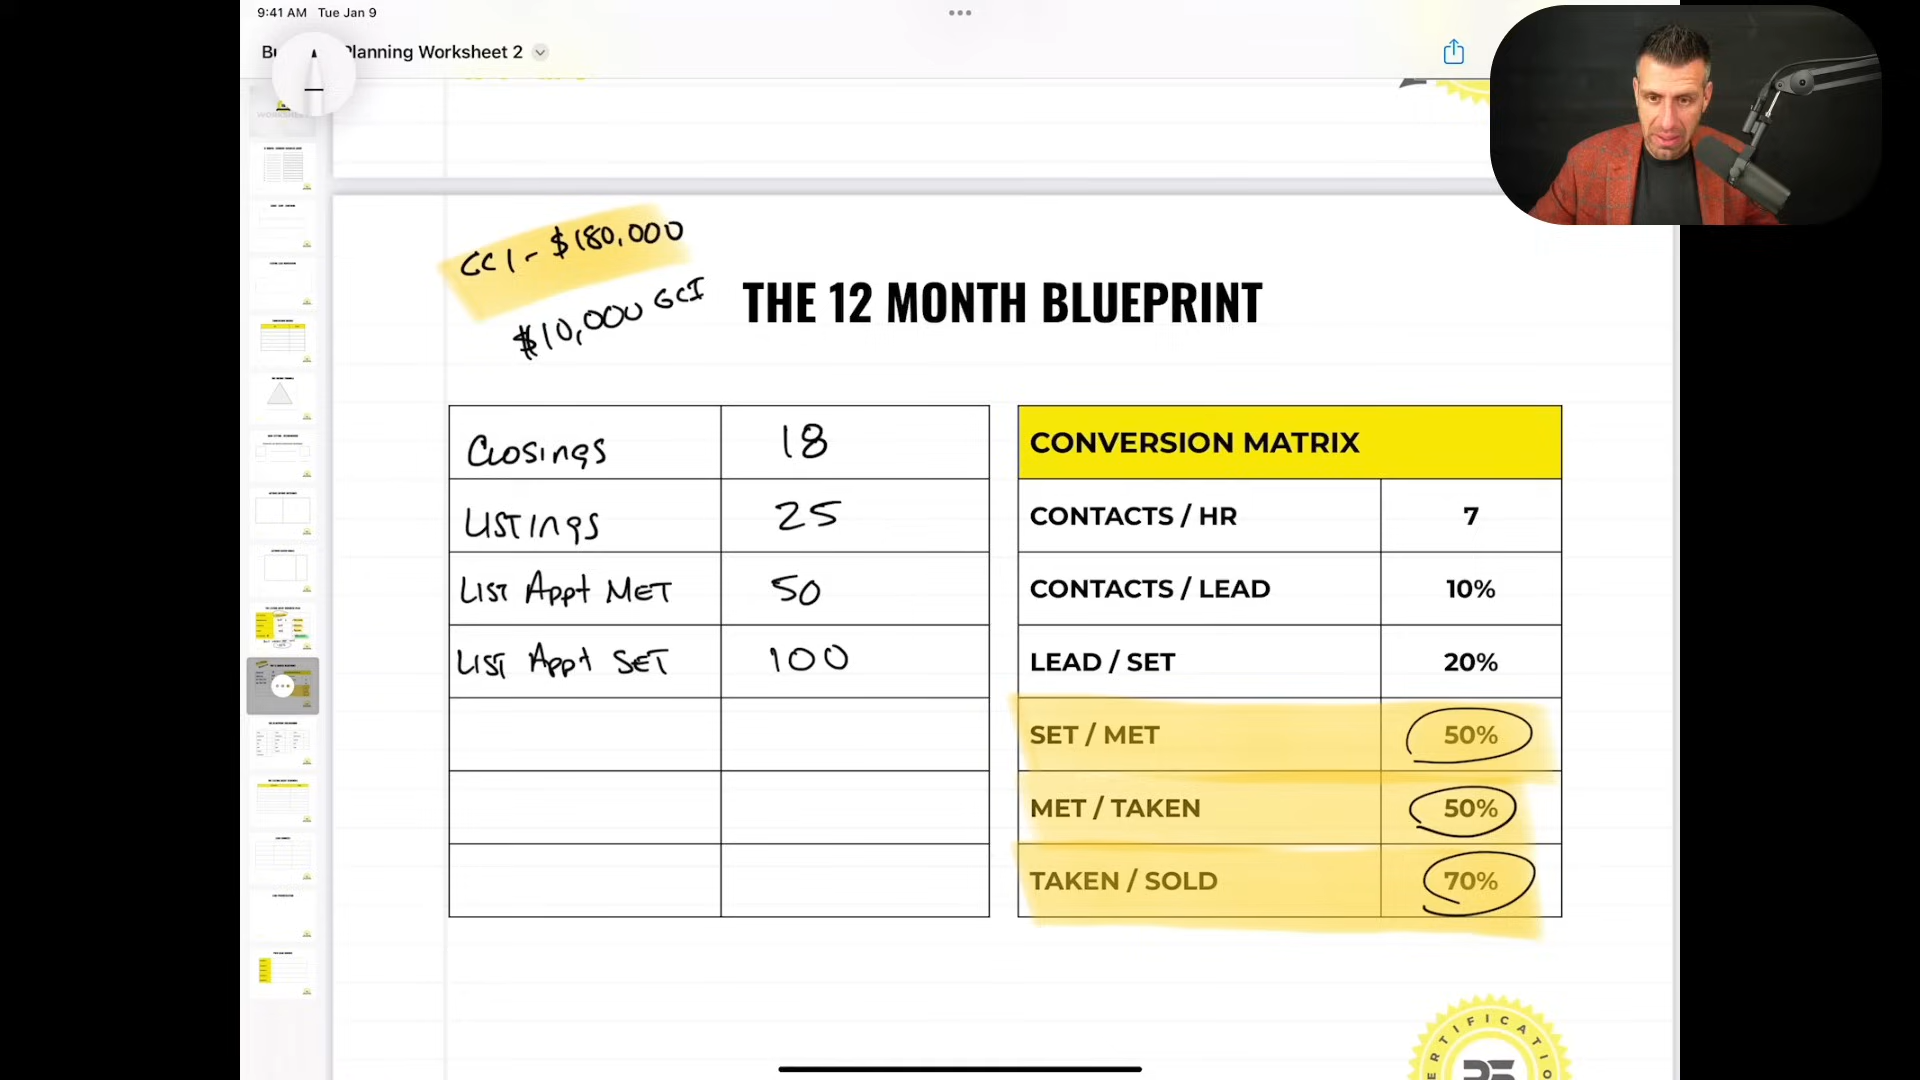 9:41 AM Tue Jan 9
Planning Worksheet 2
GCI - $180,000
$10,000 GCI
THE 12 MONTH BLUEPRINT
Closings 18
Listings 25
List Appt MET 50
List Appt SET 100
CONVERSION MATRIX
CONTACTS / HR 7
CONTACTS / LEAD 10%
LEAD / SET 20%
SET / MET 50%
MET / TAKEN 50%
TAKEN / SOLD 70%